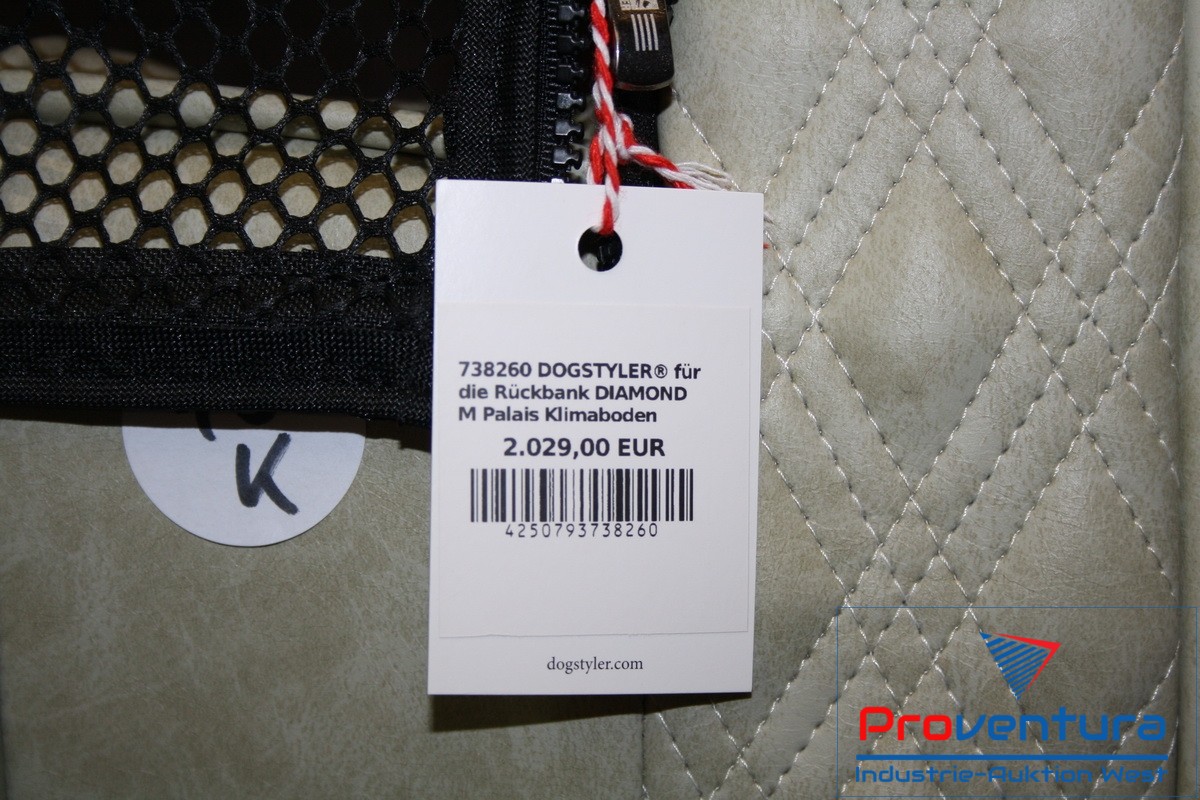 738260 DOGSTYLER® für
die Rückbank DIAMOND
M Palais Klimaboden
2.029,00 EUR
4250793738260
dogstyler.com
K
Proventura
Industrie-Auktion West